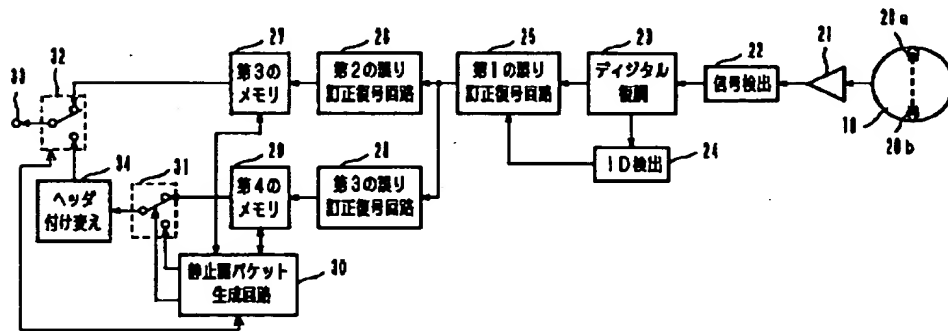 33
32
27
第3の
メモリ
26
第2の誤り
訂正復号回路
25
第1の誤り
訂正復号回路
23
ディジタル
復調
22
信号検出
21
20a
10
20b
24
ID検出
34
ヘッダ
付け変え
31
29
第4の
メモリ
28
第3の誤り
訂正復号回路
静止画パケット
生成回路
30